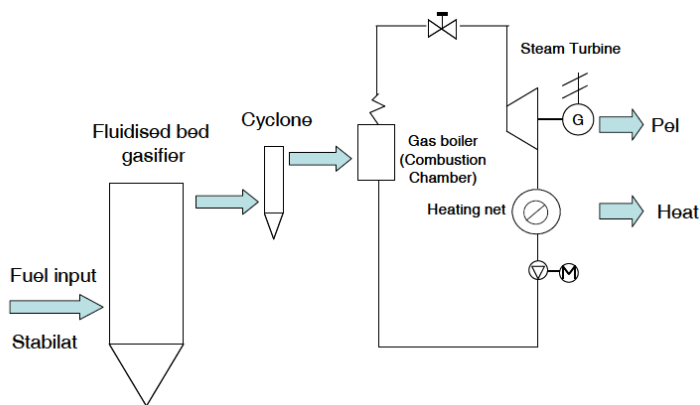 Steam Turbine
Cyclone
Fluidised bed
gasifier
G
Pel
Gas boiler
(Combustion
Chamber)
Heating net
Heat
Fuel input
M
Stabilat